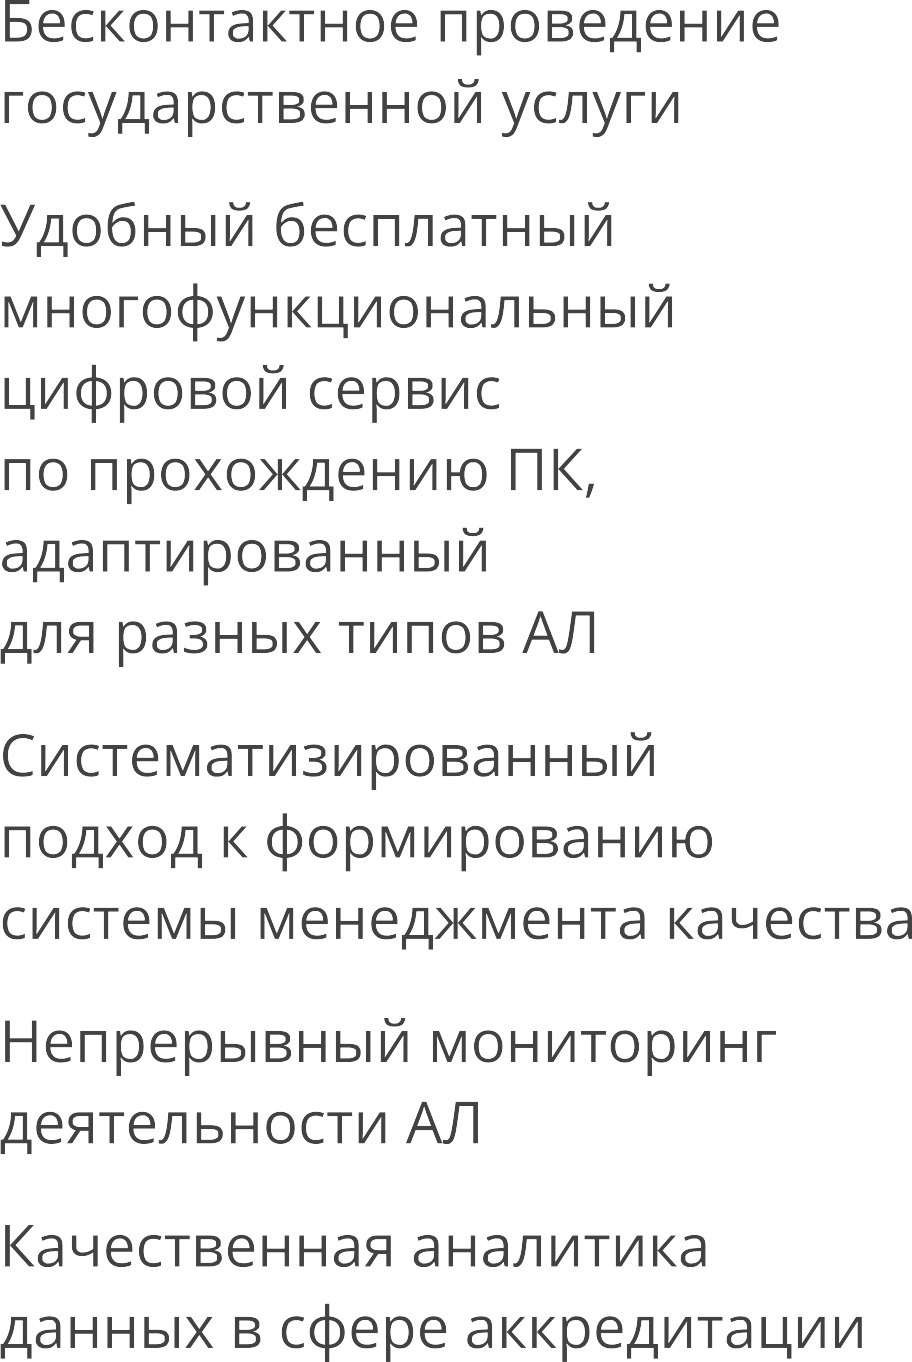 Бесконтактное проведение
государственной услуги
Удобный бесплатный
многофункциональный
цифровой сервис
по прохождению ПК,
адаптированный
для разных типов АЛ
Систематизированный
подход к формированию
системы менеджмента качества
Непрерывный мониторинг
деятельности АЛ
Качественная аналитика
данных в сфере аккредитации